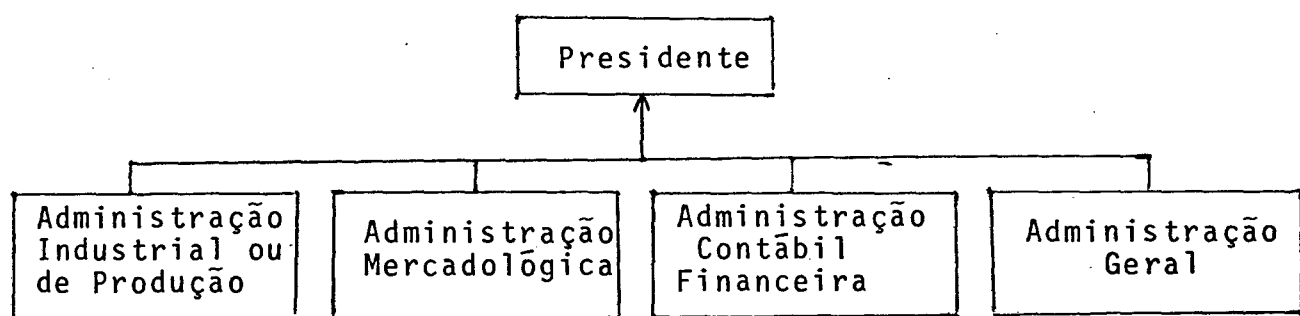 Presidente
Administração
Industrial ou
de Produção
Administração
Mercadológica
Administração
Contábil
Financeira
Administração
Geral